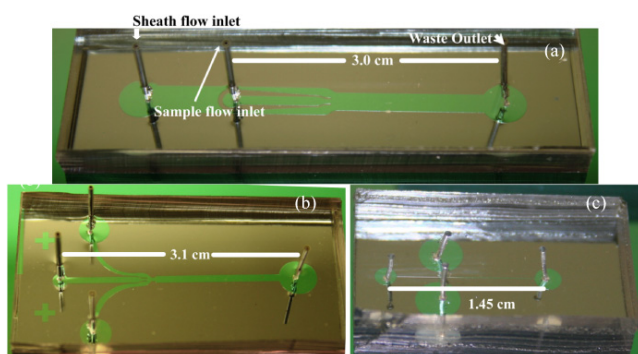 Sheath flow inlet
Waste Outlet
(a)
3.0 cm
Sample flow inlet
(b)
3.1 cm
(c)
1.45 cm